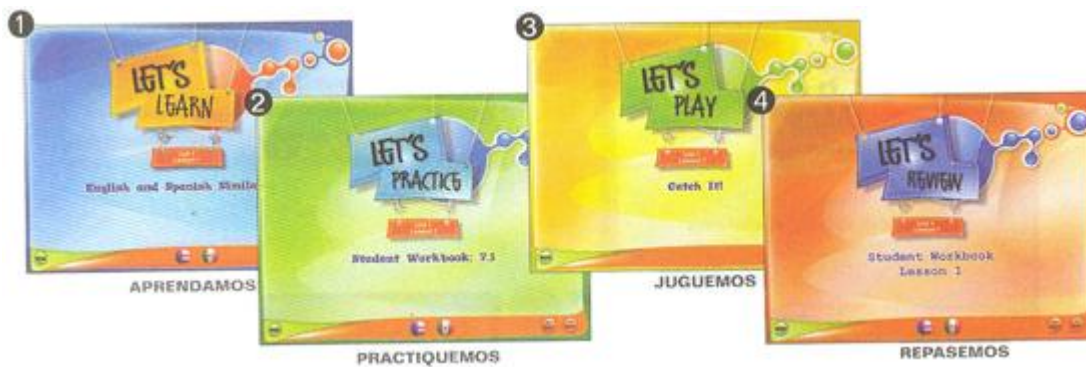 1
LET'S
LEARN
English and Spanish
APRENDAMOS
2
LET'S
PRACTICE
Student Workbook: 7.1
PRACTIQUEMOS
3
LET'S
PLAY
Catch It!
JUGUEMOS
4
LET'S
REVIEW
Student Workbook
Lesson 1
REPASEMOS